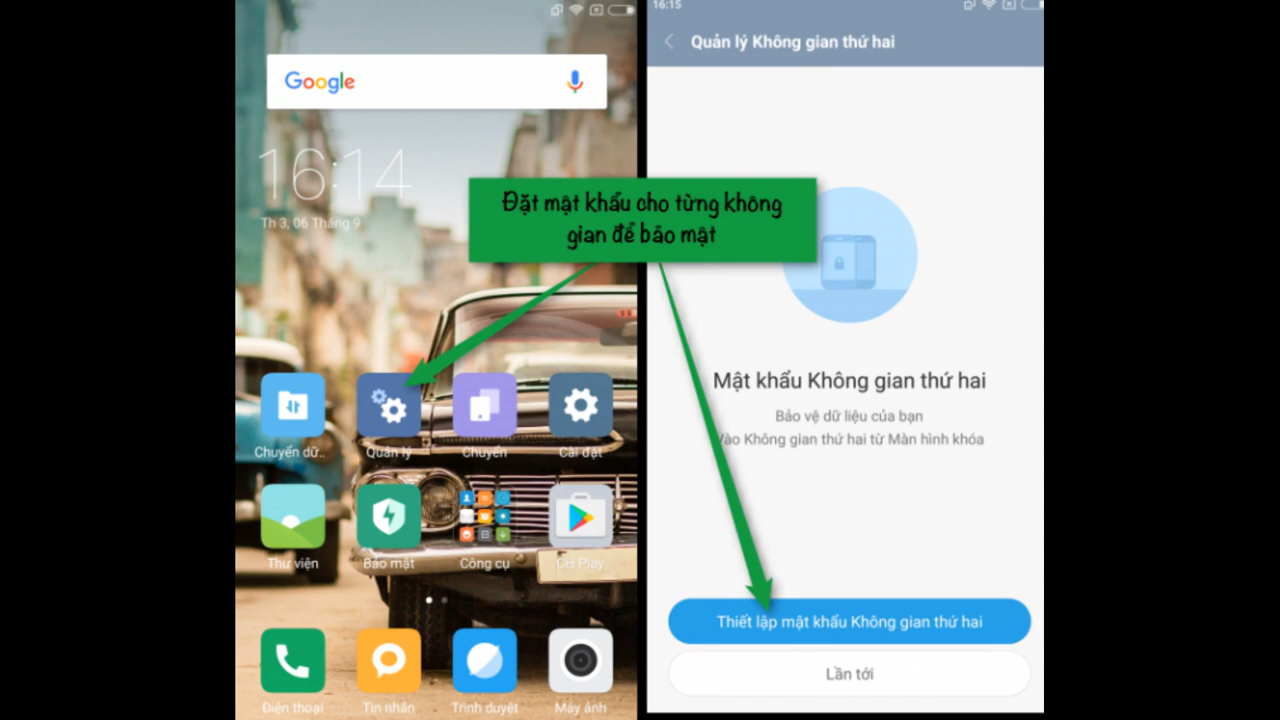 Google
16:14
Th 3, 06 Tháng 9
Chuyển dữ..
Quản lý
Chuyển
Cài đặt
Thư viện
Bảo mật
Công cụ
CH Play
Điện thoại
Tin nhắn
Trình duyệt
Máy ảnh
Đặt mật khẩu cho từng không
gian để bảo mật
16:15
Quản lý Không gian thứ hai
Mật khẩu Không gian thứ hai
Bảo vệ dữ liệu của bạn
Vào Không gian thứ hai từ Màn hình khóa
Thiết lập mật khẩu Không gian thứ hai
Lần tới